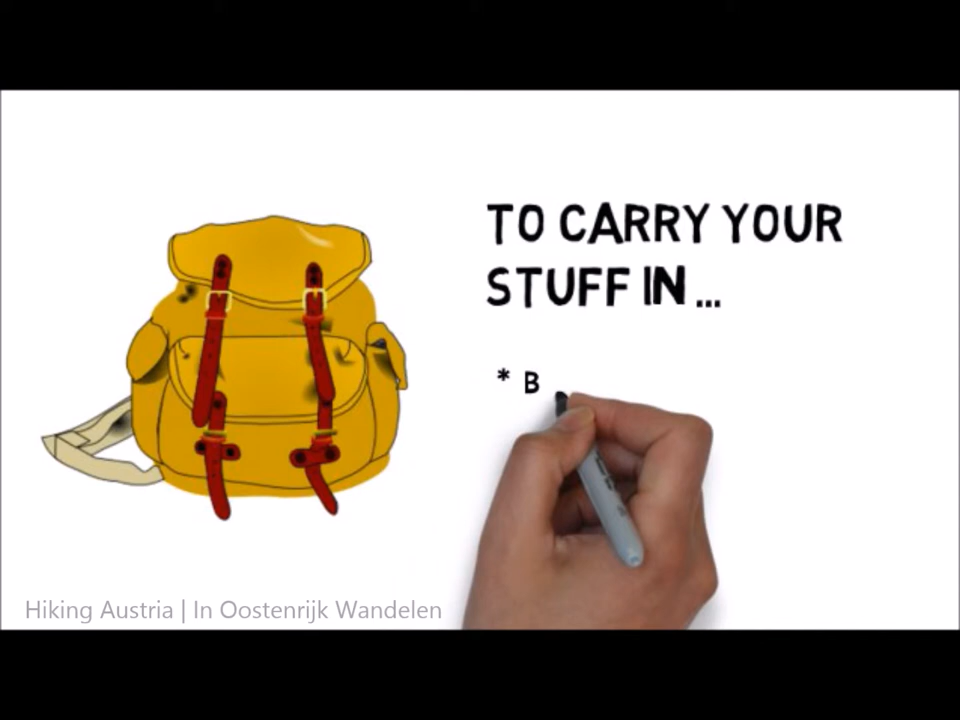 TO CARRY YOUR
STUFF IN ...
* B
Hiking Austria | In Oostenrijk Wandelen